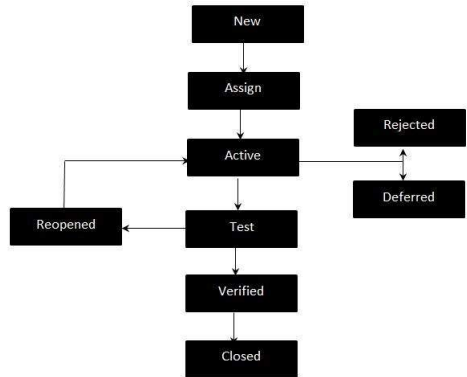 New
Assign
Rejected
Active
Deferred
Reopened
Test
Verified
Closed